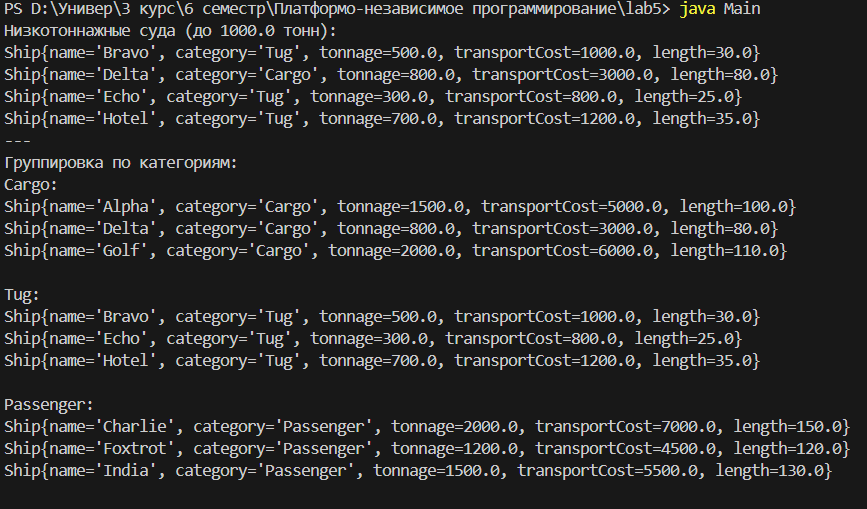 PS D:\Универ\3 курс\6 семестр\Платформо-независимое программирование\lab5> java Main
Низкотоннажные суда (до 1000.0 тонн):
Ship{name='Bravo', category='Tug', tonnage=500.0, transportCost=1000.0, length=30.0}
Ship{name='Delta', category='Cargo', tonnage=800.0, transportCost=3000.0, length=80.0}
Ship{name='Echo', category='Tug', tonnage=300.0, transportCost=800.0, length=25.0}
Ship{name='Hotel', category='Tug', tonnage=700.0, transportCost=1200.0, length=35.0}
---
Группировка по категориям:
Cargo:
Ship{name='Alpha', category='Cargo', tonnage=1500.0, transportCost=5000.0, length=100.0}
Ship{name='Delta', category='Cargo', tonnage=800.0, transportCost=3000.0, length=80.0}
Ship{name='Golf', category='Cargo', tonnage=2000.0, transportCost=6000.0, length=110.0}

Tug:
Ship{name='Bravo', category='Tug', tonnage=500.0, transportCost=1000.0, length=30.0}
Ship{name='Echo', category='Tug', tonnage=300.0, transportCost=800.0, length=25.0}
Ship{name='Hotel', category='Tug', tonnage=700.0, transportCost=1200.0, length=35.0}

Passenger:
Ship{name='Charlie', category='Passenger', tonnage=2000.0, transportCost=7000.0, length=150.0}
Ship{name='Foxtrot', category='Passenger', tonnage=1200.0, transportCost=4500.0, length=120.0}
Ship{name='India', category='Passenger', tonnage=1500.0, transportCost=5500.0, length=130.0}